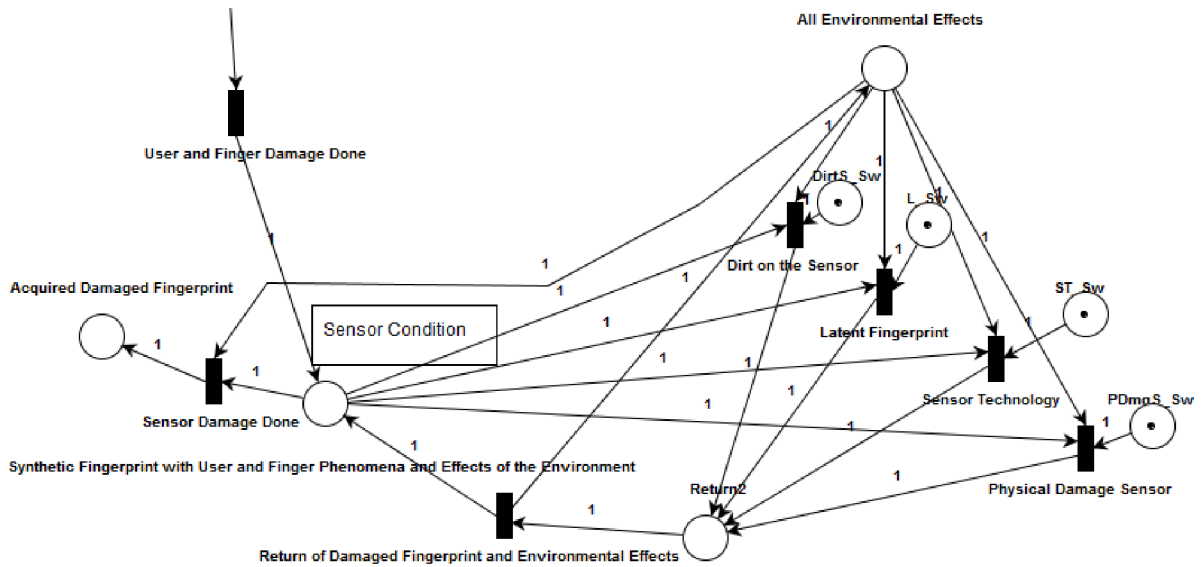 All Environmental Effects
1
User and Finger Damage Done
1
DirtS_Sw
1
L_Sw
1
1
1
1
1
Dirt on the Sensor
1
1
1
Acquired Damaged Fingerprint
1
ST_Sw
Sensor Condition
1
1
Latent Fingerprint
1
1
1
1
Sensor Technology
1
1
PDmgS_Sw
Sensor Damage Done
1
1
1
Synthetic Fingerprint with User and Finger Phenomena and Effects of the Environment
1
Return2
Physical Damage Sensor
1
Return of Damaged Fingerprint and Environmental Effects